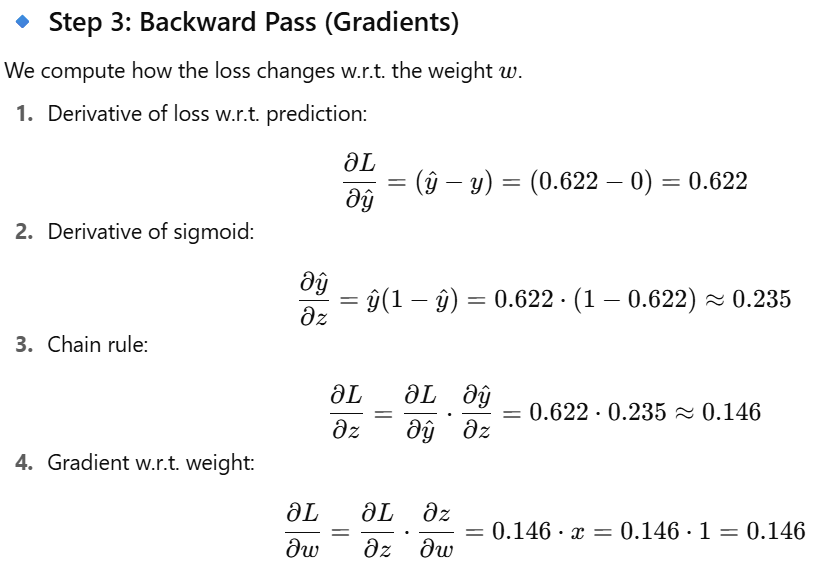 🔹 Step 3: Backward Pass (Gradients)
We compute how the loss changes w.r.t. the weight w.
1. Derivative of loss w.r.t. prediction:
∂L/∂ŷ = (ŷ − y) = (0.622 − 0) = 0.622
2. Derivative of sigmoid:
∂ŷ/∂z = ŷ(1 − ŷ) = 0.622 · (1 − 0.622) ≈ 0.235
3. Chain rule:
∂L/∂z = ∂L/∂ŷ · ∂ŷ/∂z = 0.622 · 0.235 ≈ 0.146
4. Gradient w.r.t. weight:
∂L/∂w = ∂L/∂z · ∂z/∂w = 0.146 · x = 0.146 · 1 = 0.146